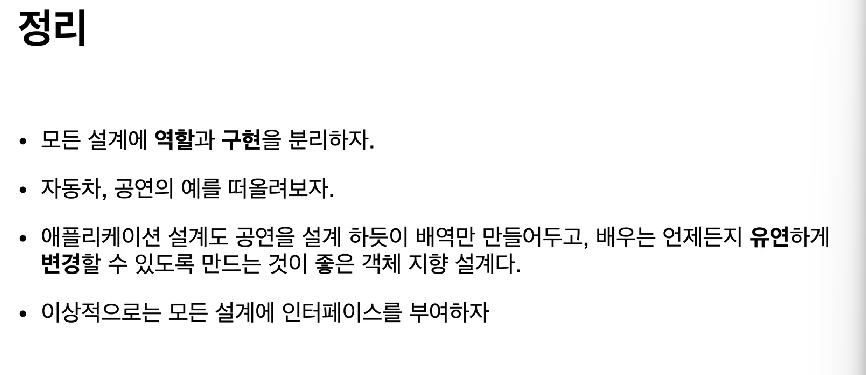 정리
• 모든 설계에 역할과 구현을 분리하자.
• 자동차, 공연의 예를 떠올려보자.
• 애플리케이션 설계도 공연을 설계 하듯이 배역만 만들어두고, 배우는 언제든지 유연하게
변경할 수 있도록 만드는 것이 좋은 객체 지향 설계다.
• 이상적으로는 모든 설계에 인터페이스를 부여하자